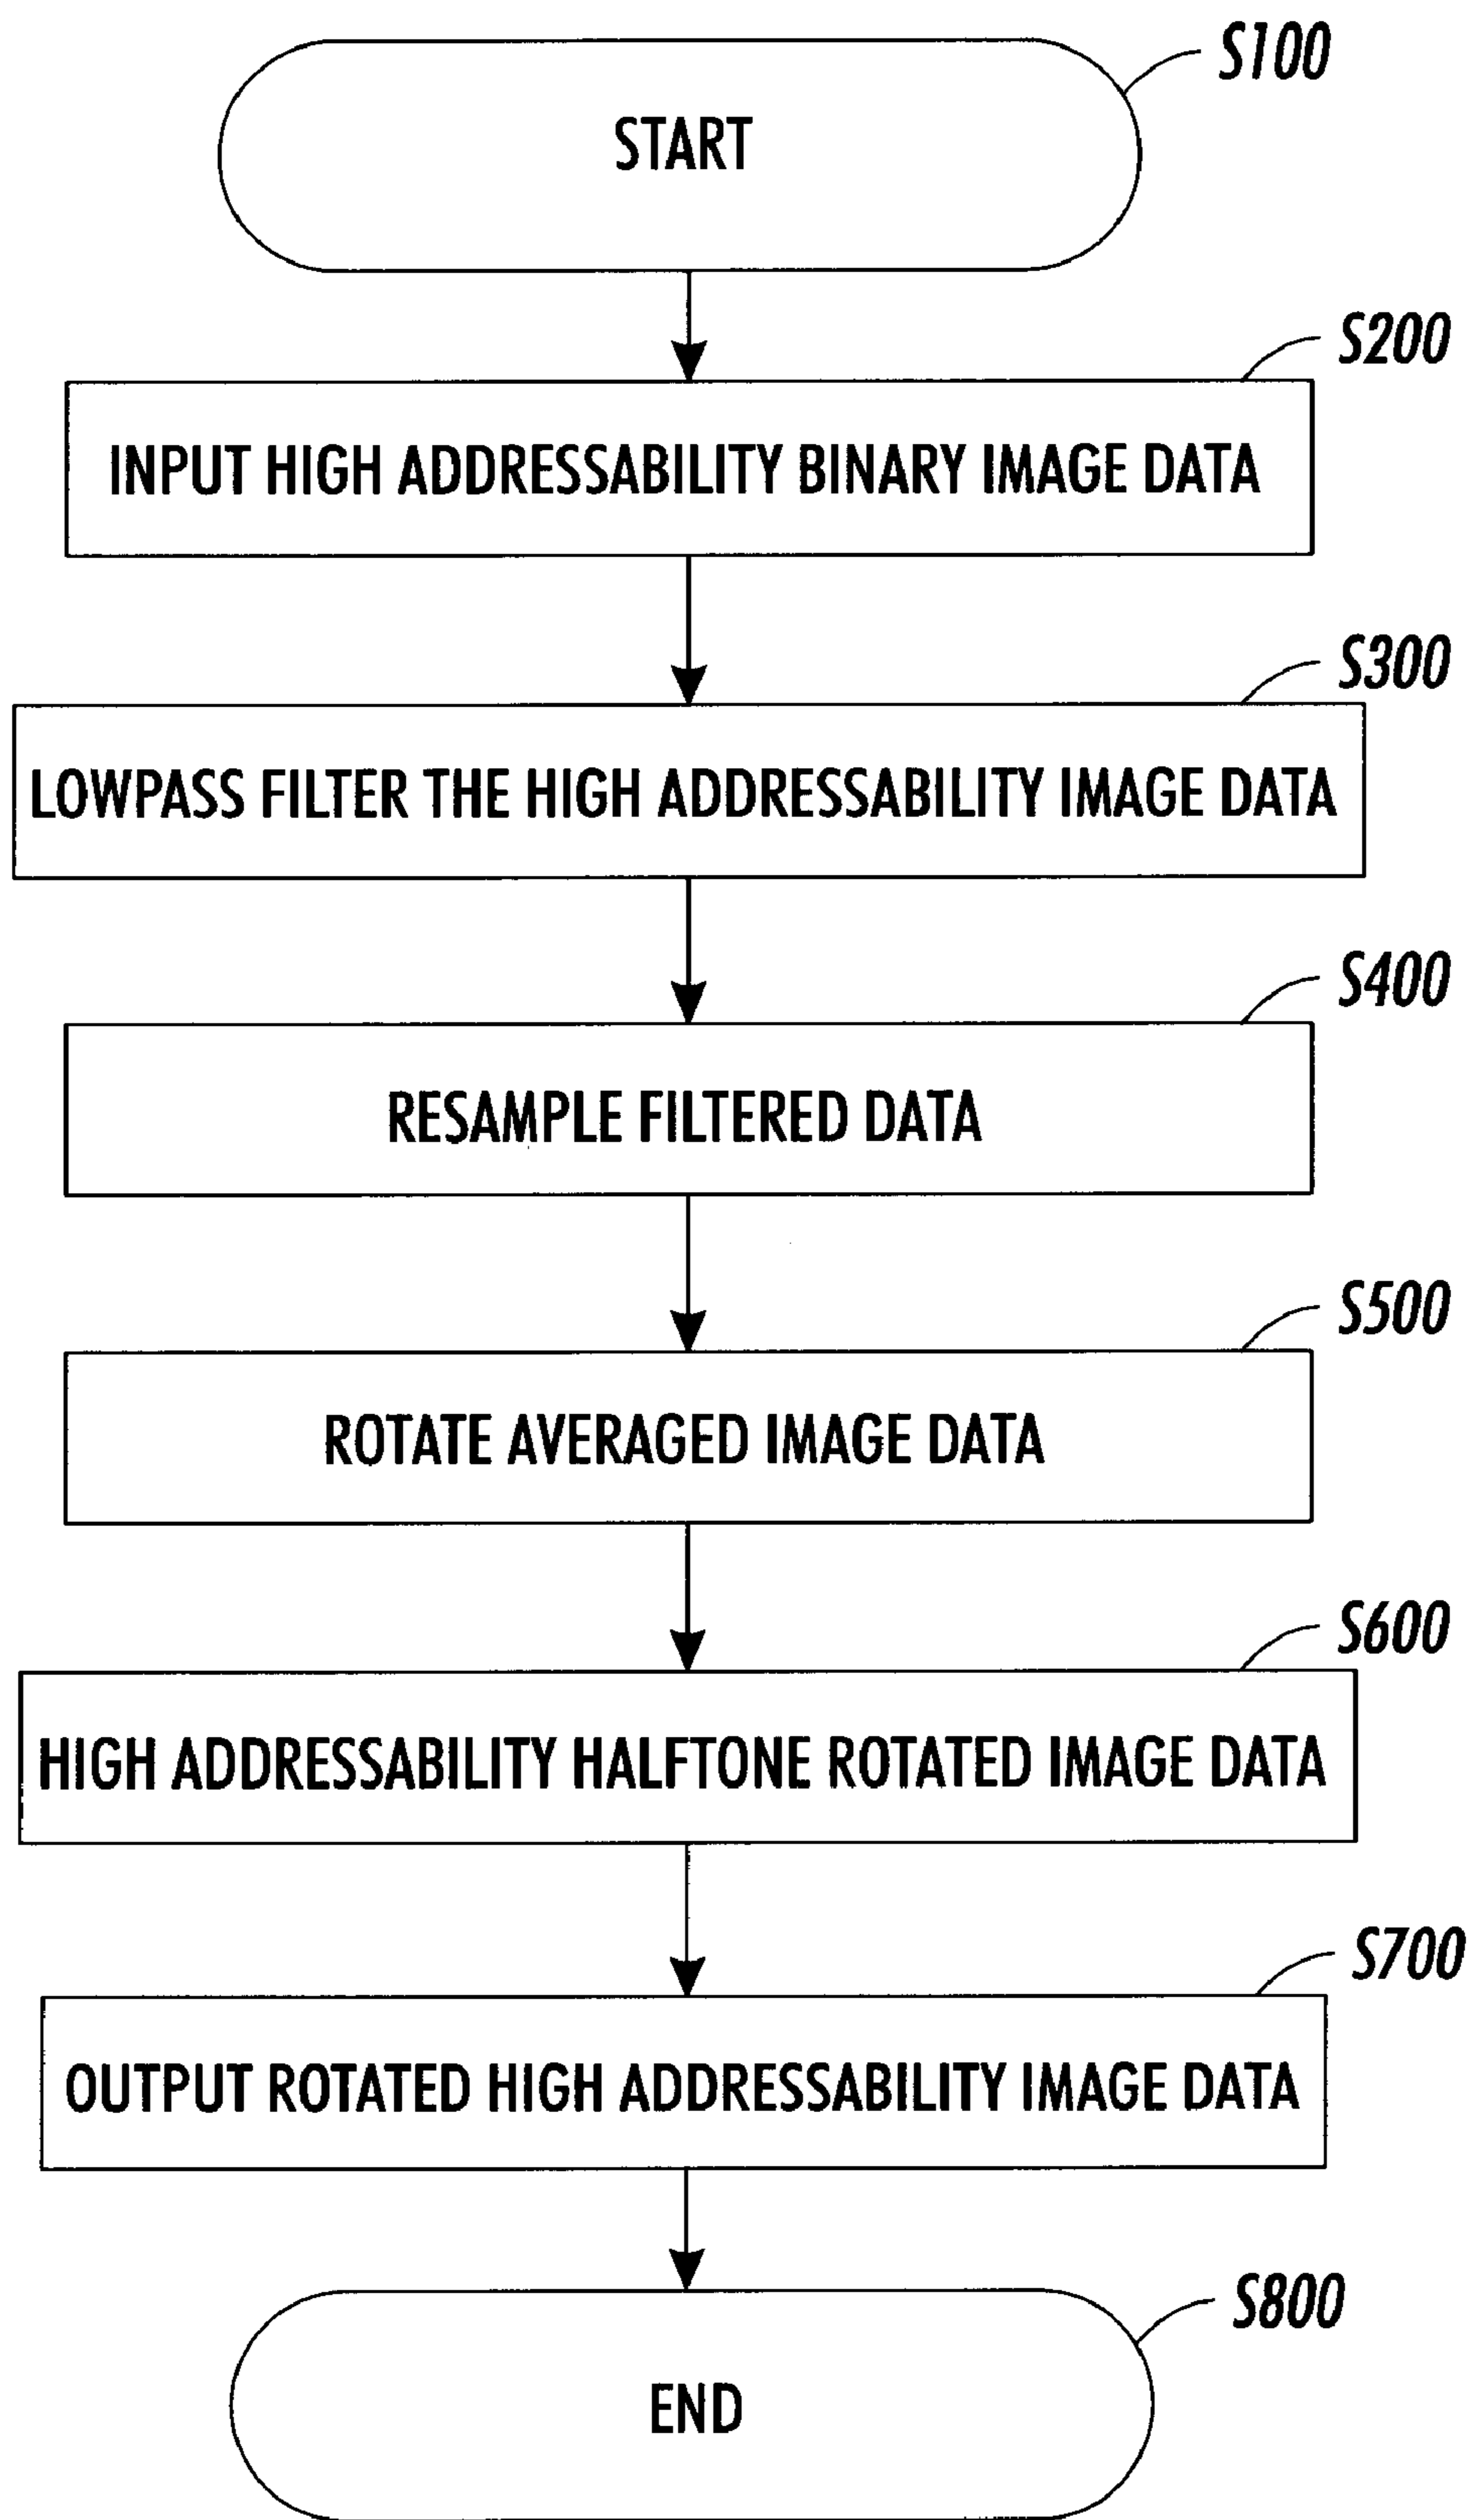 S100
START
S200
INPUT HIGH ADDRESSABILITY BINARY IMAGE DATA
S300
LOWPASS FILTER THE HIGH ADDRESSABILITY IMAGE DATA
S400
RESAMPLE FILTERED DATA
S500
ROTATE AVERAGED IMAGE DATA
S600
HIGH ADDRESSABILITY HALFTONE ROTATED IMAGE DATA
S700
OUTPUT ROTATED HIGH ADDRESSABILITY IMAGE DATA
S800
END